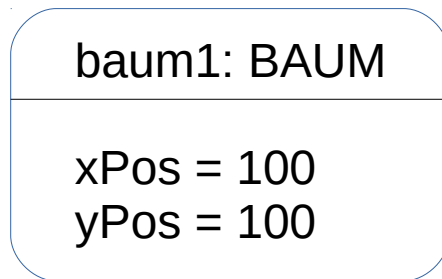 baum1: BAUM
xPos = 100
yPos = 100